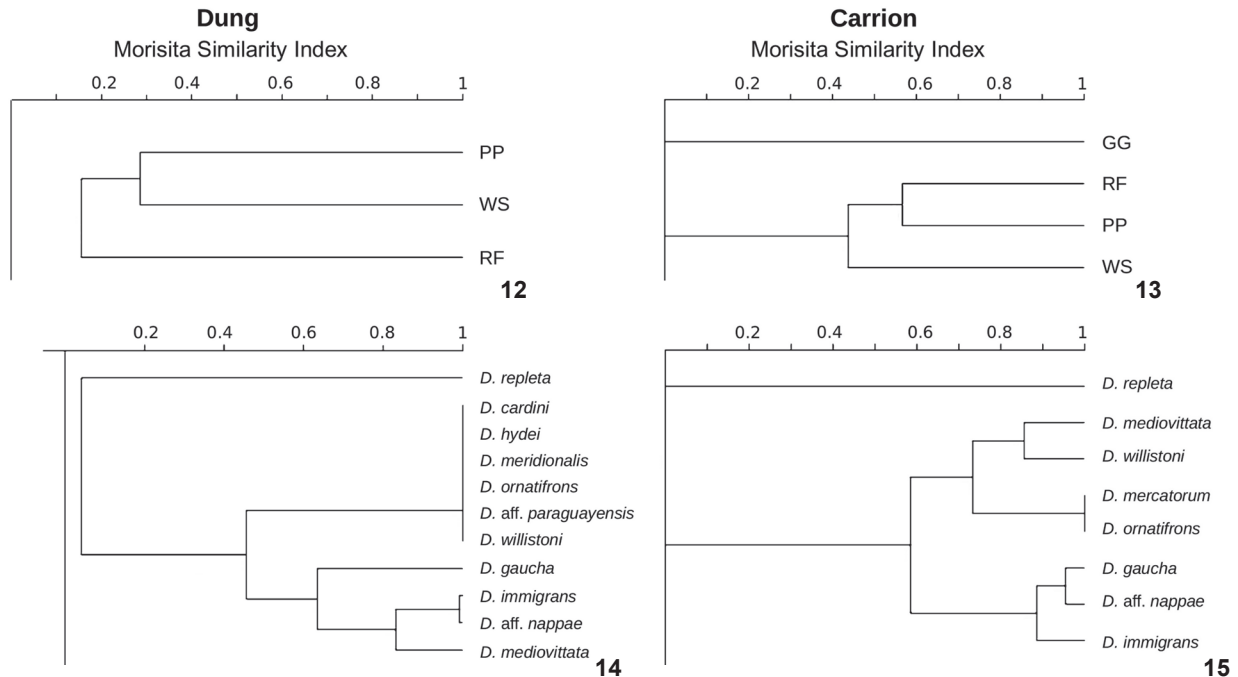 Dung
Morisita Similarity Index
0.2 0.4 0.6 0.8 1
PP
WS
RF
12
Carrion
Morisita Similarity Index
0.2 0.4 0.6 0.8 1
GG
RF
PP
WS
13
0.2 0.4 0.6 0.8 1
D. repleta
D. cardini
D. hydei
D. meridionalis
D. ornatifrons
D. aff. paraguayensis
D. willistoni
D. gaucha
D. immigrans
D. aff. nappae
D. mediovittata
14
0.2 0.4 0.6 0.8 1
D. repleta
D. mediovittata
D. willistoni
D. mercatorum
D. ornatifrons
D. gaucha
D. aff. nappae
D. immigrans
15